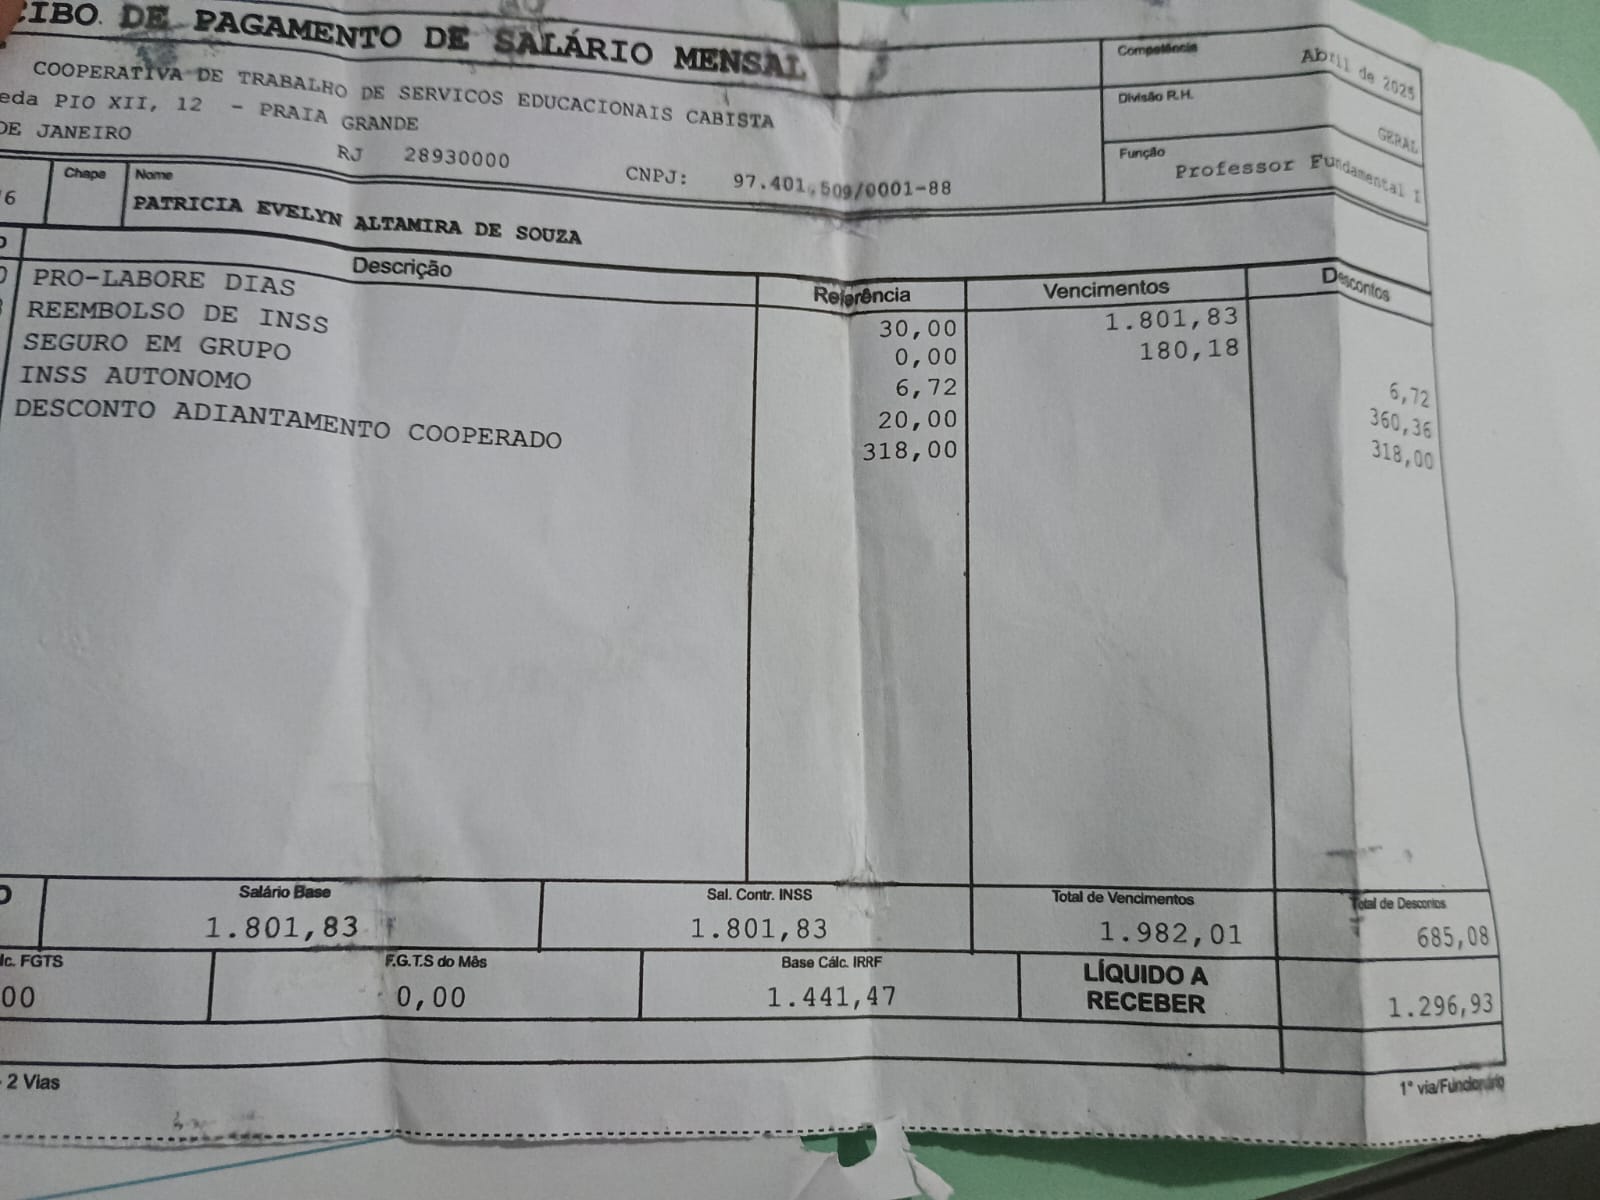 CIBO DE PAGAMENTO DE SALÁRIO MENSAL
COOPERATIVA DE TRABALHO DE SERVICOS EDUCACIONAIS CABISTA
eda PIO XII, 12 - PRAIA GRANDE
DE JANEIRO RJ 28930000 CNPJ: 97.401.509/0001-88
Competência Abril de 2025
Divisão R.H. GERAL
Função Professor Fundamental I
Chapa Nome
6 PATRICIA EVELYN ALTAMIRA DE SOUZA
Descrição Referência Vencimentos Descontos
PRO-LABORE DIAS 30,00 1.801,83
REEMBOLSO DE INSS 0,00 180,18
SEGURO EM GRUPO 6,72 6,72
INSS AUTONOMO 20,00 360,36
DESCONTO ADIANTAMENTO COOPERADO 318,00 318,00
Salário Base Sal. Contr. INSS Total de Vencimentos Total de Descontos
1.801,83 1.801,83 1.982,01 685,08
lc. FGTS F.G.T.S do Mês Base Cálc. IRRF LÍQUIDO A RECEBER
00 0,00 1.441,47 1.296,93
- 2 Vias 1ª via/Funcionário